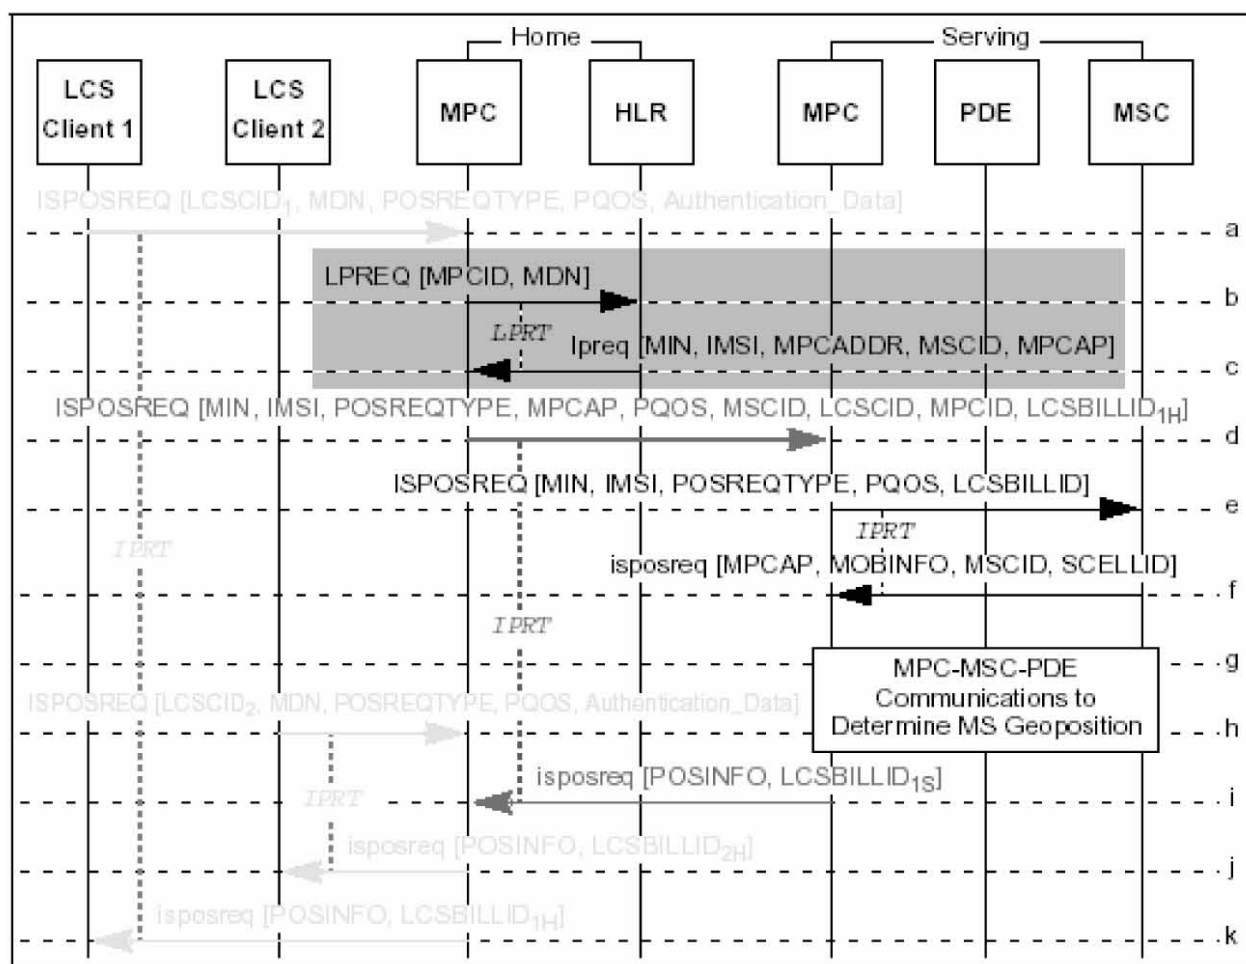 Home
Serving
LCS
Client 1
LCS
Client 2
MPC
HLR
MPC
PDE
MSC
ISPOSREQ [LCSCID1, MDN, POSREQTYPE, PQOS, Authentication_Data]
a
LPREQ [MPCID, MDN]
b
LPRT
lpreq [MIN, IMSI, MPCADDR, MSCID, MPCAP]
c
ISPOSREQ [MIN, IMSI, POSREQTYPE, MPCAP, PQOS, MSCID, LCSCID, MPCID, LCSBILLID1H]
d
ISPOSREQ [MIN, IMSI, POSREQTYPE, PQOS, LCSBILLID]
e
IPRT
IPRT
isposreq [MPCAP, MOBINFO, MSCID, SCELLID]
f
IPRT
g
MPC-MSC-PDE
Communications to
Determine MS Geoposition
ISPOSREQ [LCSCID2, MDN, POSREQTYPE, PQOS, Authentication_Data]
h
isposreq [POSINFO, LCSBILLID1S]
IPRT
i
isposreq [POSINFO, LCSBILLID2H]
j
isposreq [POSINFO, LCSBILLID1H]
k